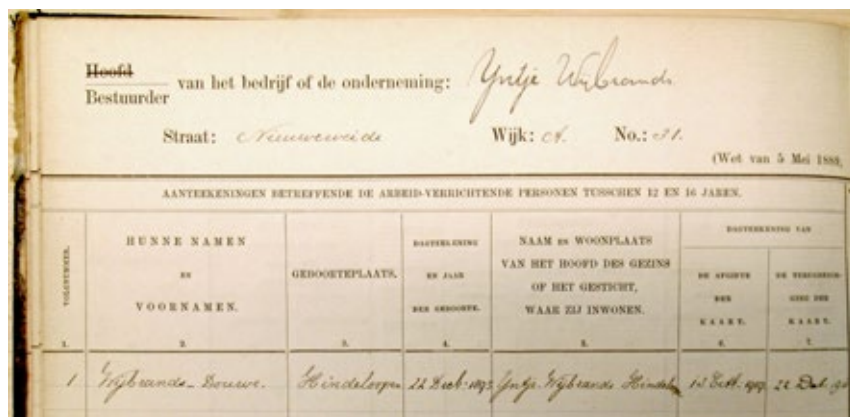 Hoofd
Bestuurder van het bedrijf of de onderneming: Yntje Wybrands
Straat: Nieuweweide Wijk: A. No.: 31.
(Wet van 5 Mei 1889,
AANTEEKENINGEN BETREFFENDE DE ARBEID-VERRICHTENDE PERSONEN TUSSCHEN 12 EN 16 JAREN.
VOLGNUMMER.
HUNNE NAMEN
EN
VOORNAMEN.
GEBOORTEPLAATS.
DAGTEEKENING
EN JAAR
DER GEBOORTE.
NAAM EN WOONPLAATS
VAN HET HOOFD DES GEZINS
OF HET GESTICHT,
WAAR ZIJ INWONEN.
DAGTEEKENING VAN
DE AFGIFTE
DER
KAART.
DE TERUGBEZOR-
GING DER
KAART.
1. 2. 3. 4. 5. 6. 7.
1 Wybrands Douwe. Hindeloopen 22 Decb. Yntje Wybrands 22